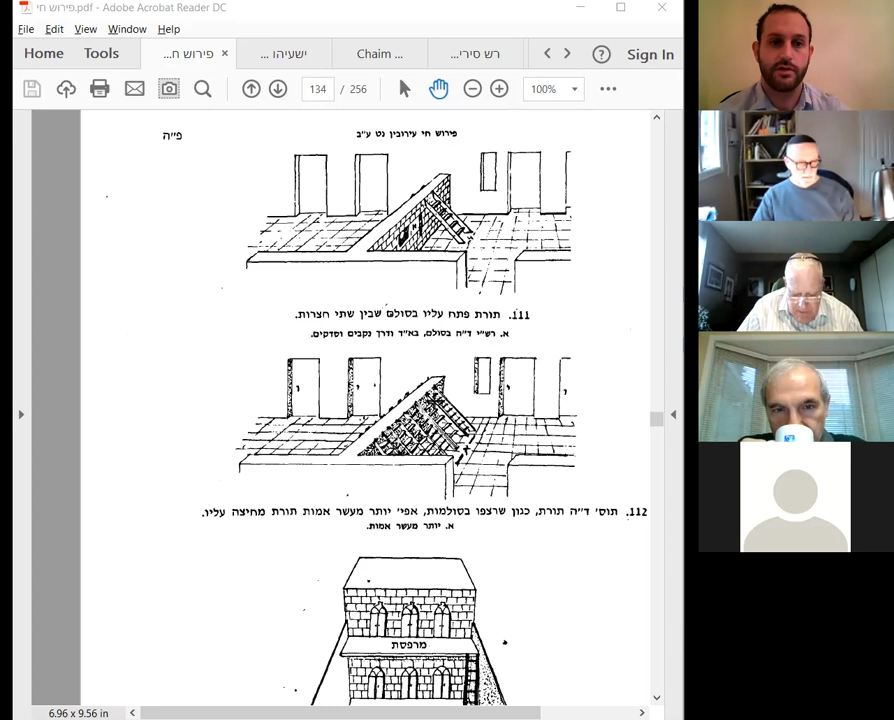 פירוש חי.pdf - Adobe Acrobat Reader DC
File Edit View Window Help
Home Tools פירוש ח... × ישעיהו ... Chaim ... רש סירי... Sign In
134 / 256 100%
פירוש חי עירובין נט ע"ב פ"ה
111. תורת פתח עליו בסולם שבין שתי חצרות.
א. רש"י ד"ה בסולם, בא"ד ודרך נקבים וסדקים.
112. תוס' ד"ה תורת, כגון שרצפו בסולמות, אפי' יותר מעשר אמות תורת מחיצה עליו.
א. יותר מעשר אמות.
מרפסת
6.96 x 9.56 in